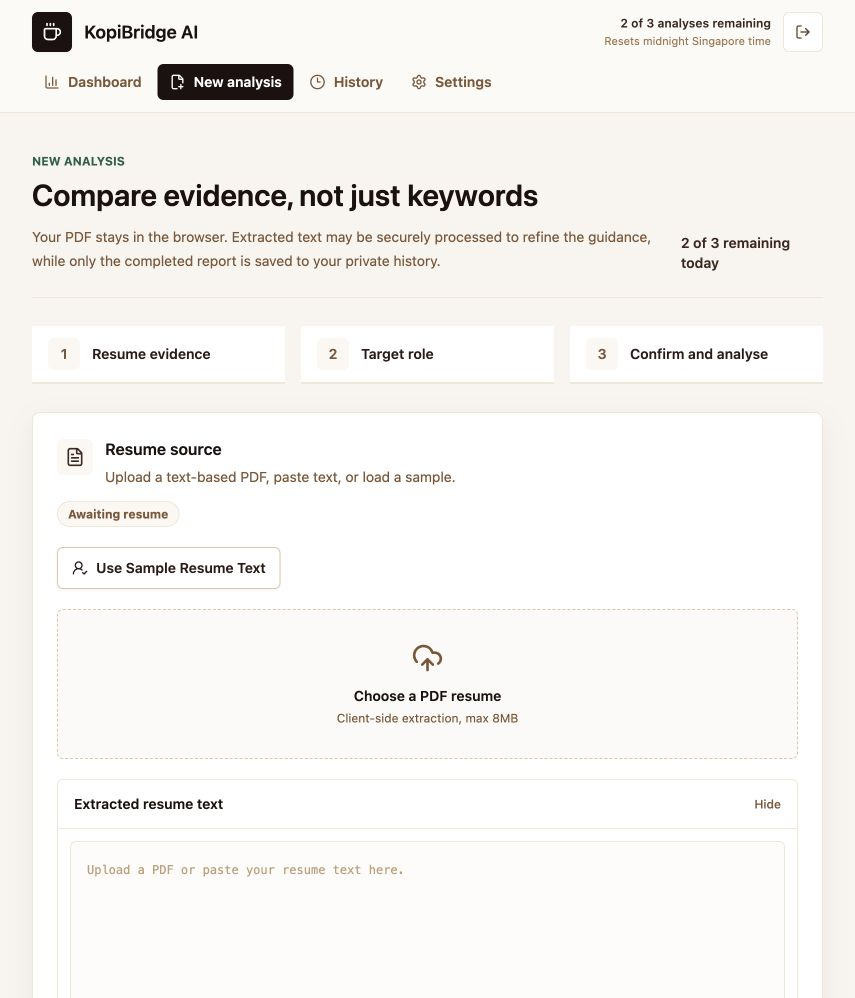 KopiBridge AI
2 of 3 analyses remaining
Resets midnight Singapore time
Dashboard
New analysis
History
Settings
NEW ANALYSIS
Compare evidence, not just keywords
Your PDF stays in the browser. Extracted text may be securely processed to refine the guidance,
while only the completed report is saved to your private history.
2 of 3 remaining
today
1 Resume evidence
2 Target role
3 Confirm and analyse
Resume source
Upload a text-based PDF, paste text, or load a sample.
Awaiting resume
Use Sample Resume Text
Choose a PDF resume
Client-side extraction, max 8MB
Extracted resume text
Hide
Upload a PDF or paste your resume text here.